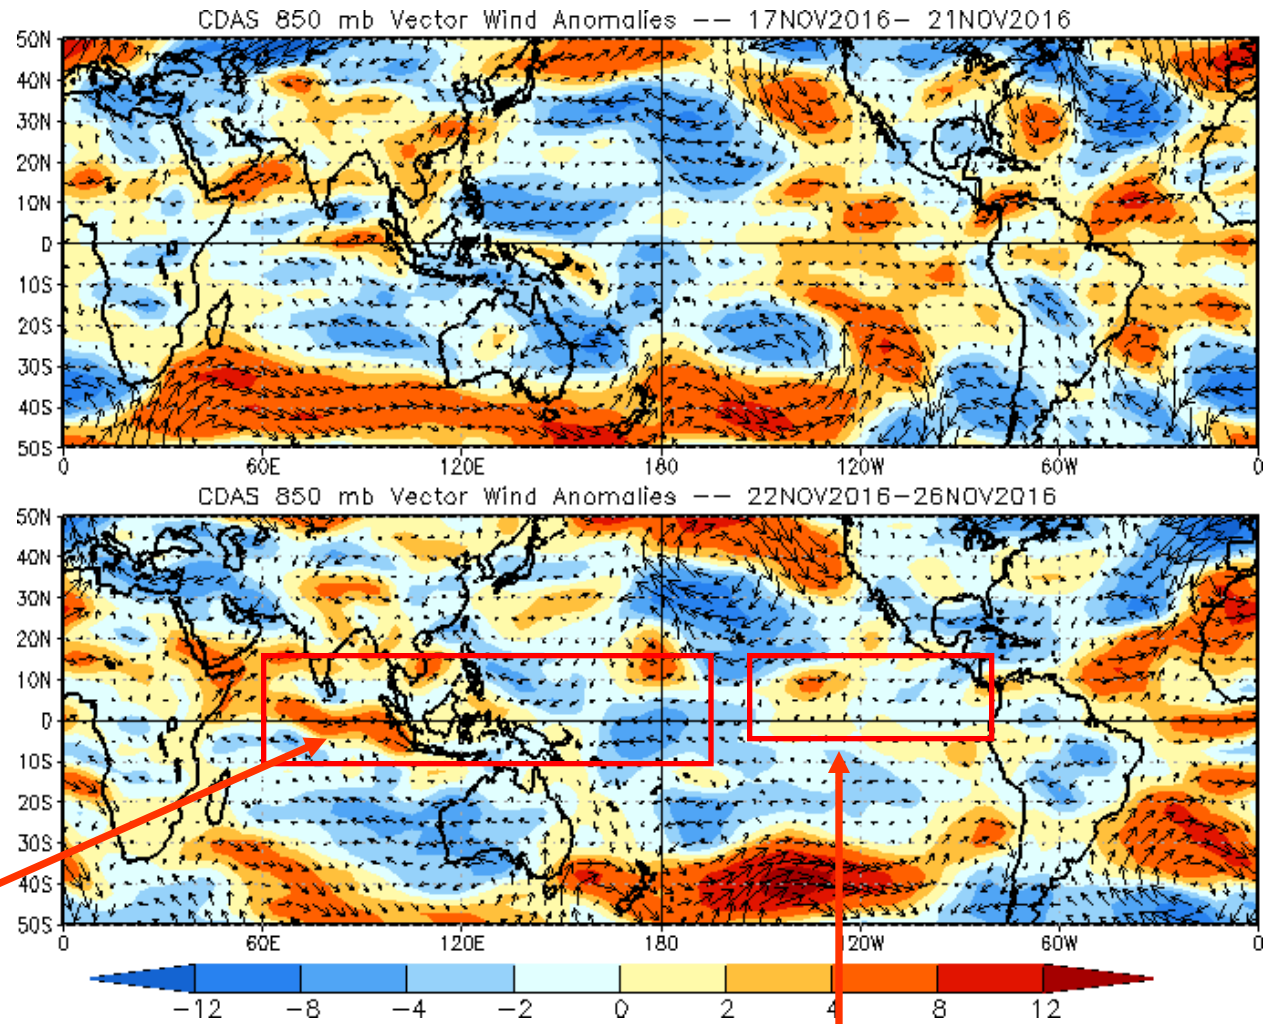 CDAS 850 mb Vector Wind Anomalies -- 17NOV2016- 21NOV2016
50N
40N
30N
20N
10N
0
10S
20S
30S
40S
50S
0 60E 120E 180 120W 60W 0
CDAS 850 mb Vector Wind Anomalies -- 22NOV2016-26NOV2016
50N
40N
30N
20N
10N
0
10S
20S
30S
40S
50S
0 60E 120E 180 120W 60W 0
-12 -8 -4 -2 0 2 4 8 12